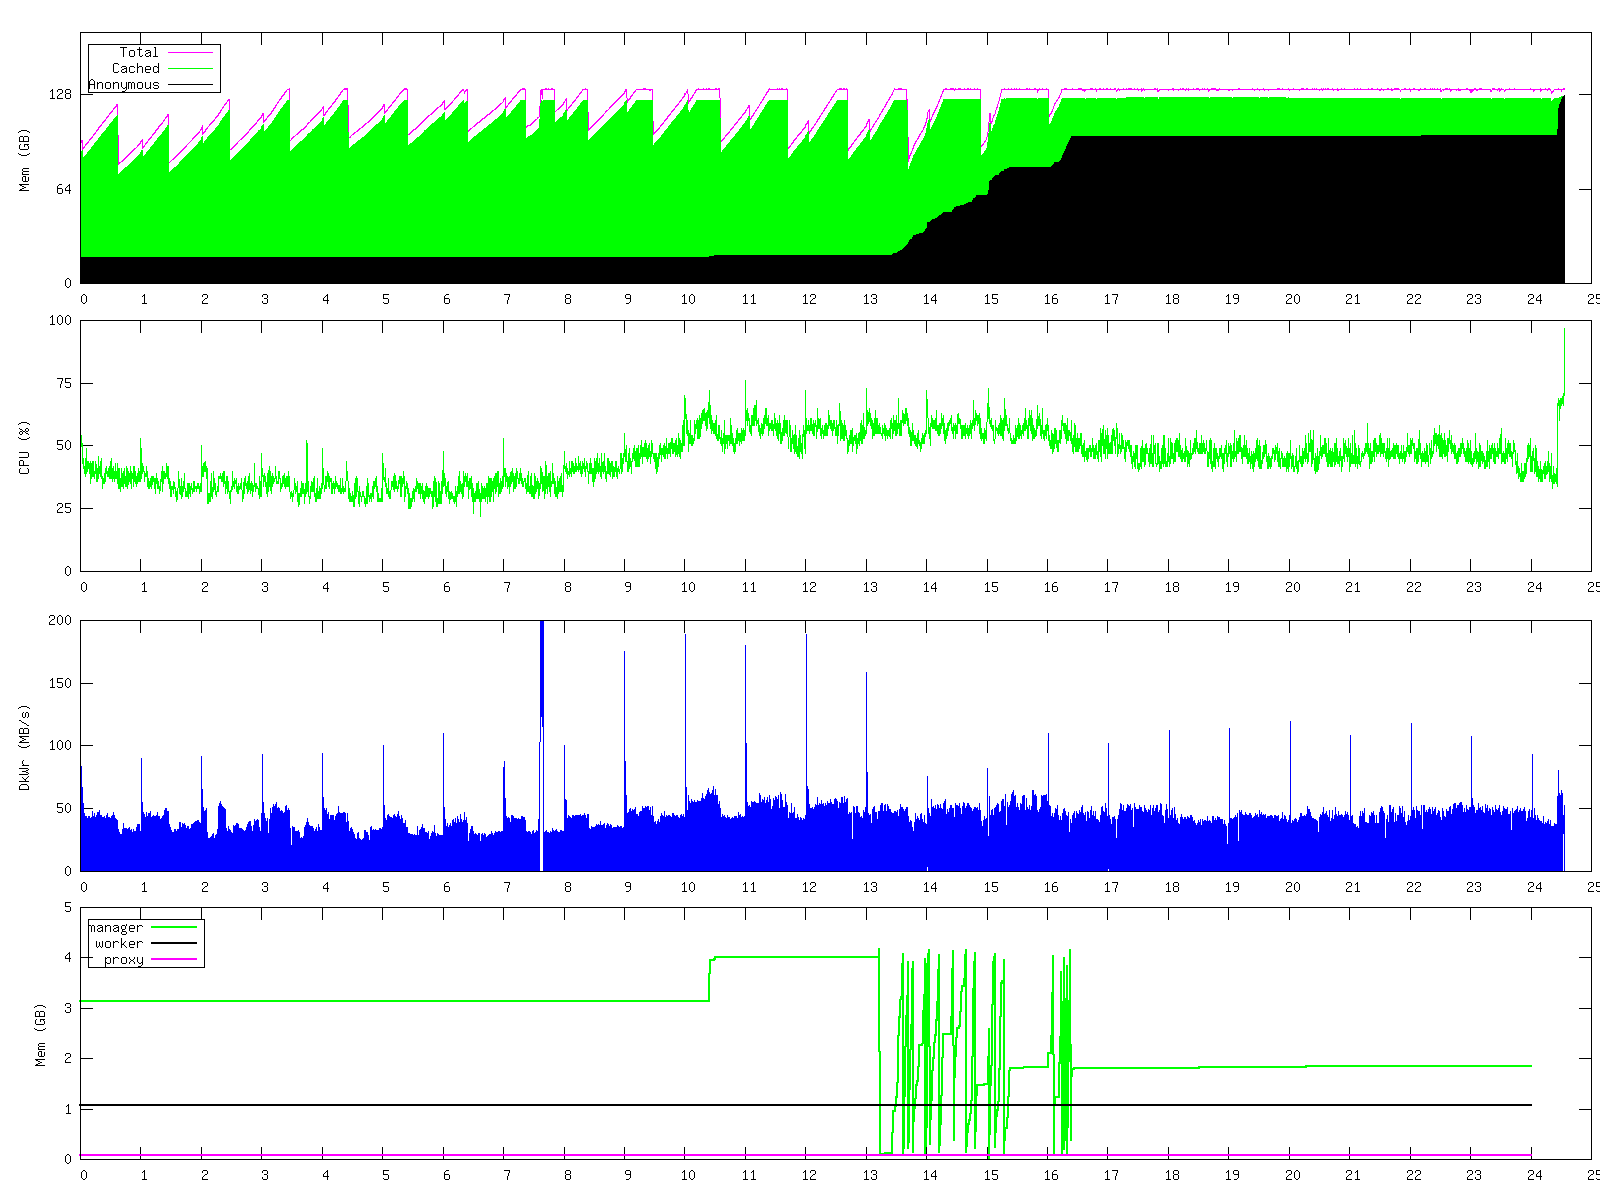 Total
Cached
Anonymous
Mem (GB)
128
64
0
0 1 2 3 4 5 6 7 8 9 10 11 12 13 14 15 16 17 18 19 20 21 22 23 24 25
CPU (%)
100
75
50
25
0
0 1 2 3 4 5 6 7 8 9 10 11 12 13 14 15 16 17 18 19 20 21 22 23 24 25
DkWr (MB/s)
200
150
100
50
0
0 1 2 3 4 5 6 7 8 9 10 11 12 13 14 15 16 17 18 19 20 21 22 23 24 25
manager
worker
proxy
Mem (GB)
5
4
3
2
1
0
0 1 2 3 4 5 6 7 8 9 10 11 12 13 14 15 16 17 18 19 20 21 22 23 24 25